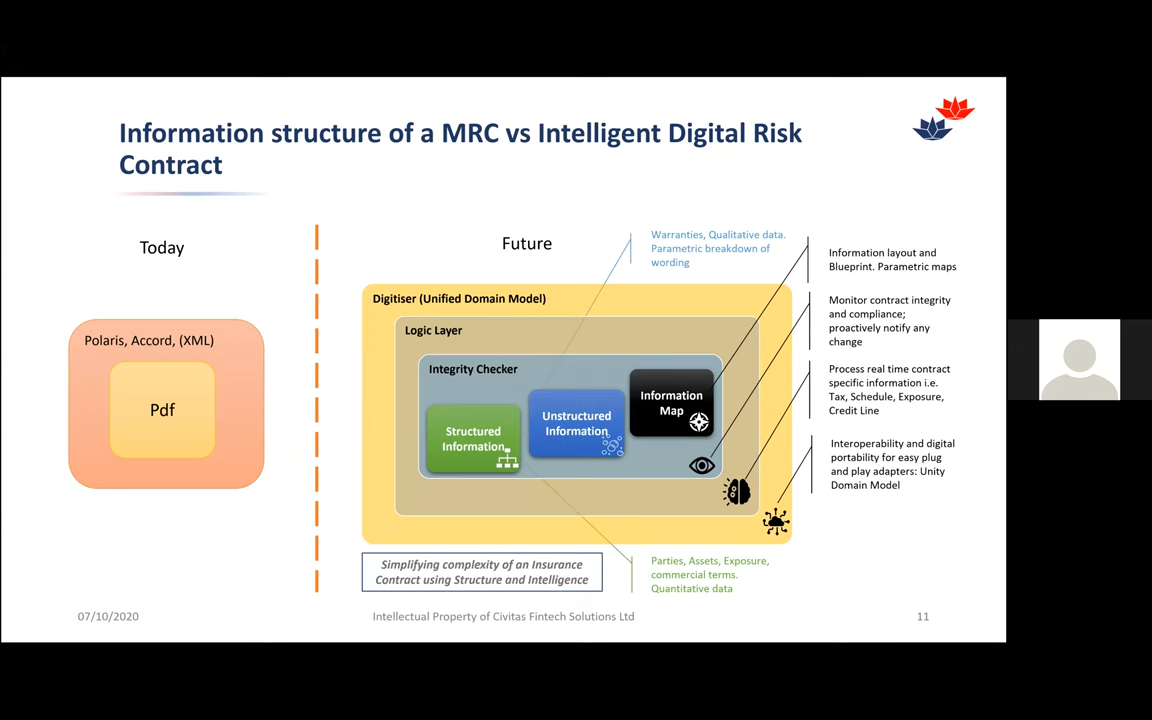 Information structure of a MRC vs Intelligent Digital Risk
Contract
Today
Polaris, Accord, (XML)
Pdf
Future
Digitiser (Unified Domain Model)
Logic Layer
Integrity Checker
Structured
Information
Unstructured
Information
Information
Map
Warranties, Qualitative data.
Parametric breakdown of
wording
Information layout and
Blueprint. Parametric maps
Monitor contract integrity
and compliance;
proactively notify any
change
Process real time contract
specific information i.e.
Tax, Schedule, Exposure,
Credit Line
Interoperability and digital
portability for easy plug
and play adapters: Unity
Domain Model
Simplifying complexity of an Insurance
Contract using Structure and Intelligence
Parties, Assets, Exposure,
commercial terms.
Quantitative data
07/10/2020
Intellectual Property of Civitas Fintech Solutions Ltd
11